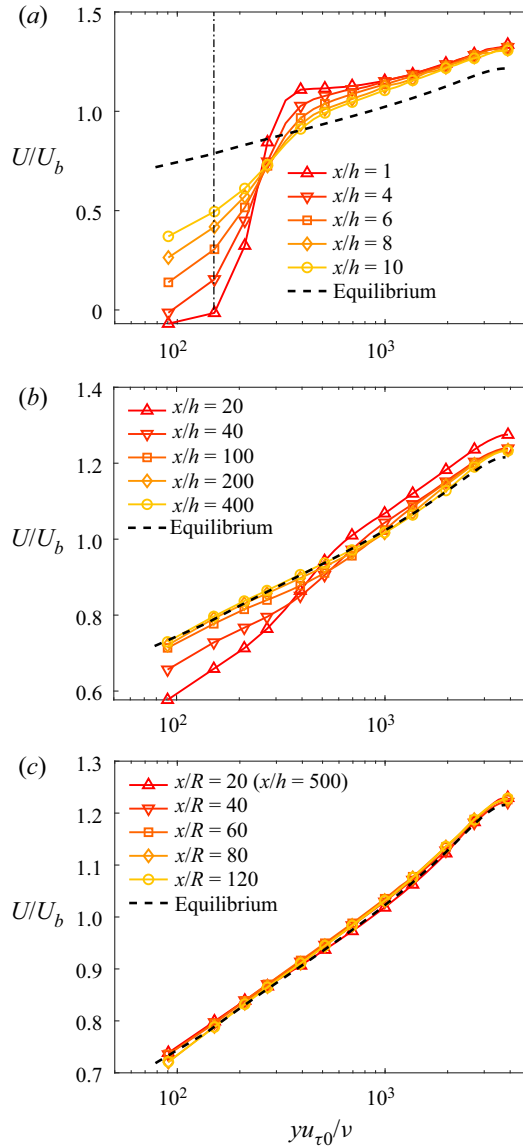 (a)
1.5
1.0
U/U_b
0.5
0
x/h = 1
x/h = 4
x/h = 6
x/h = 8
x/h = 10
Equilibrium
10^2
10^3
(b)
1.4
1.2
U/U_b
1.0
0.8
0.6
x/h = 20
x/h = 40
x/h = 100
x/h = 200
x/h = 400
Equilibrium
10^2
10^3
(c)
1.3
1.2
1.1
U/U_b
1.0
0.9
0.8
0.7
x/R = 20 (x/h = 500)
x/R = 40
x/R = 60
x/R = 80
x/R = 120
Equilibrium
10^2
10^3
yu_{τ0}/ν